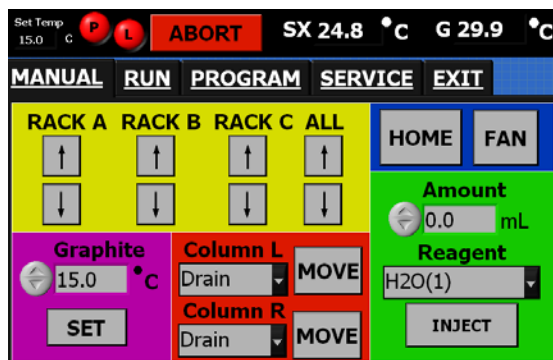 Set Temp
15.0 C P L ABORT SX 24.8 °C G 29.9 °C
MANUAL RUN PROGRAM SERVICE EXIT
RACK A RACK B RACK C ALL
HOME FAN
Amount
0.0 mL
Graphite
15.0 °C
SET
Column L
Drain MOVE
Column R
Drain MOVE
Reagent
H2O(1)
INJECT